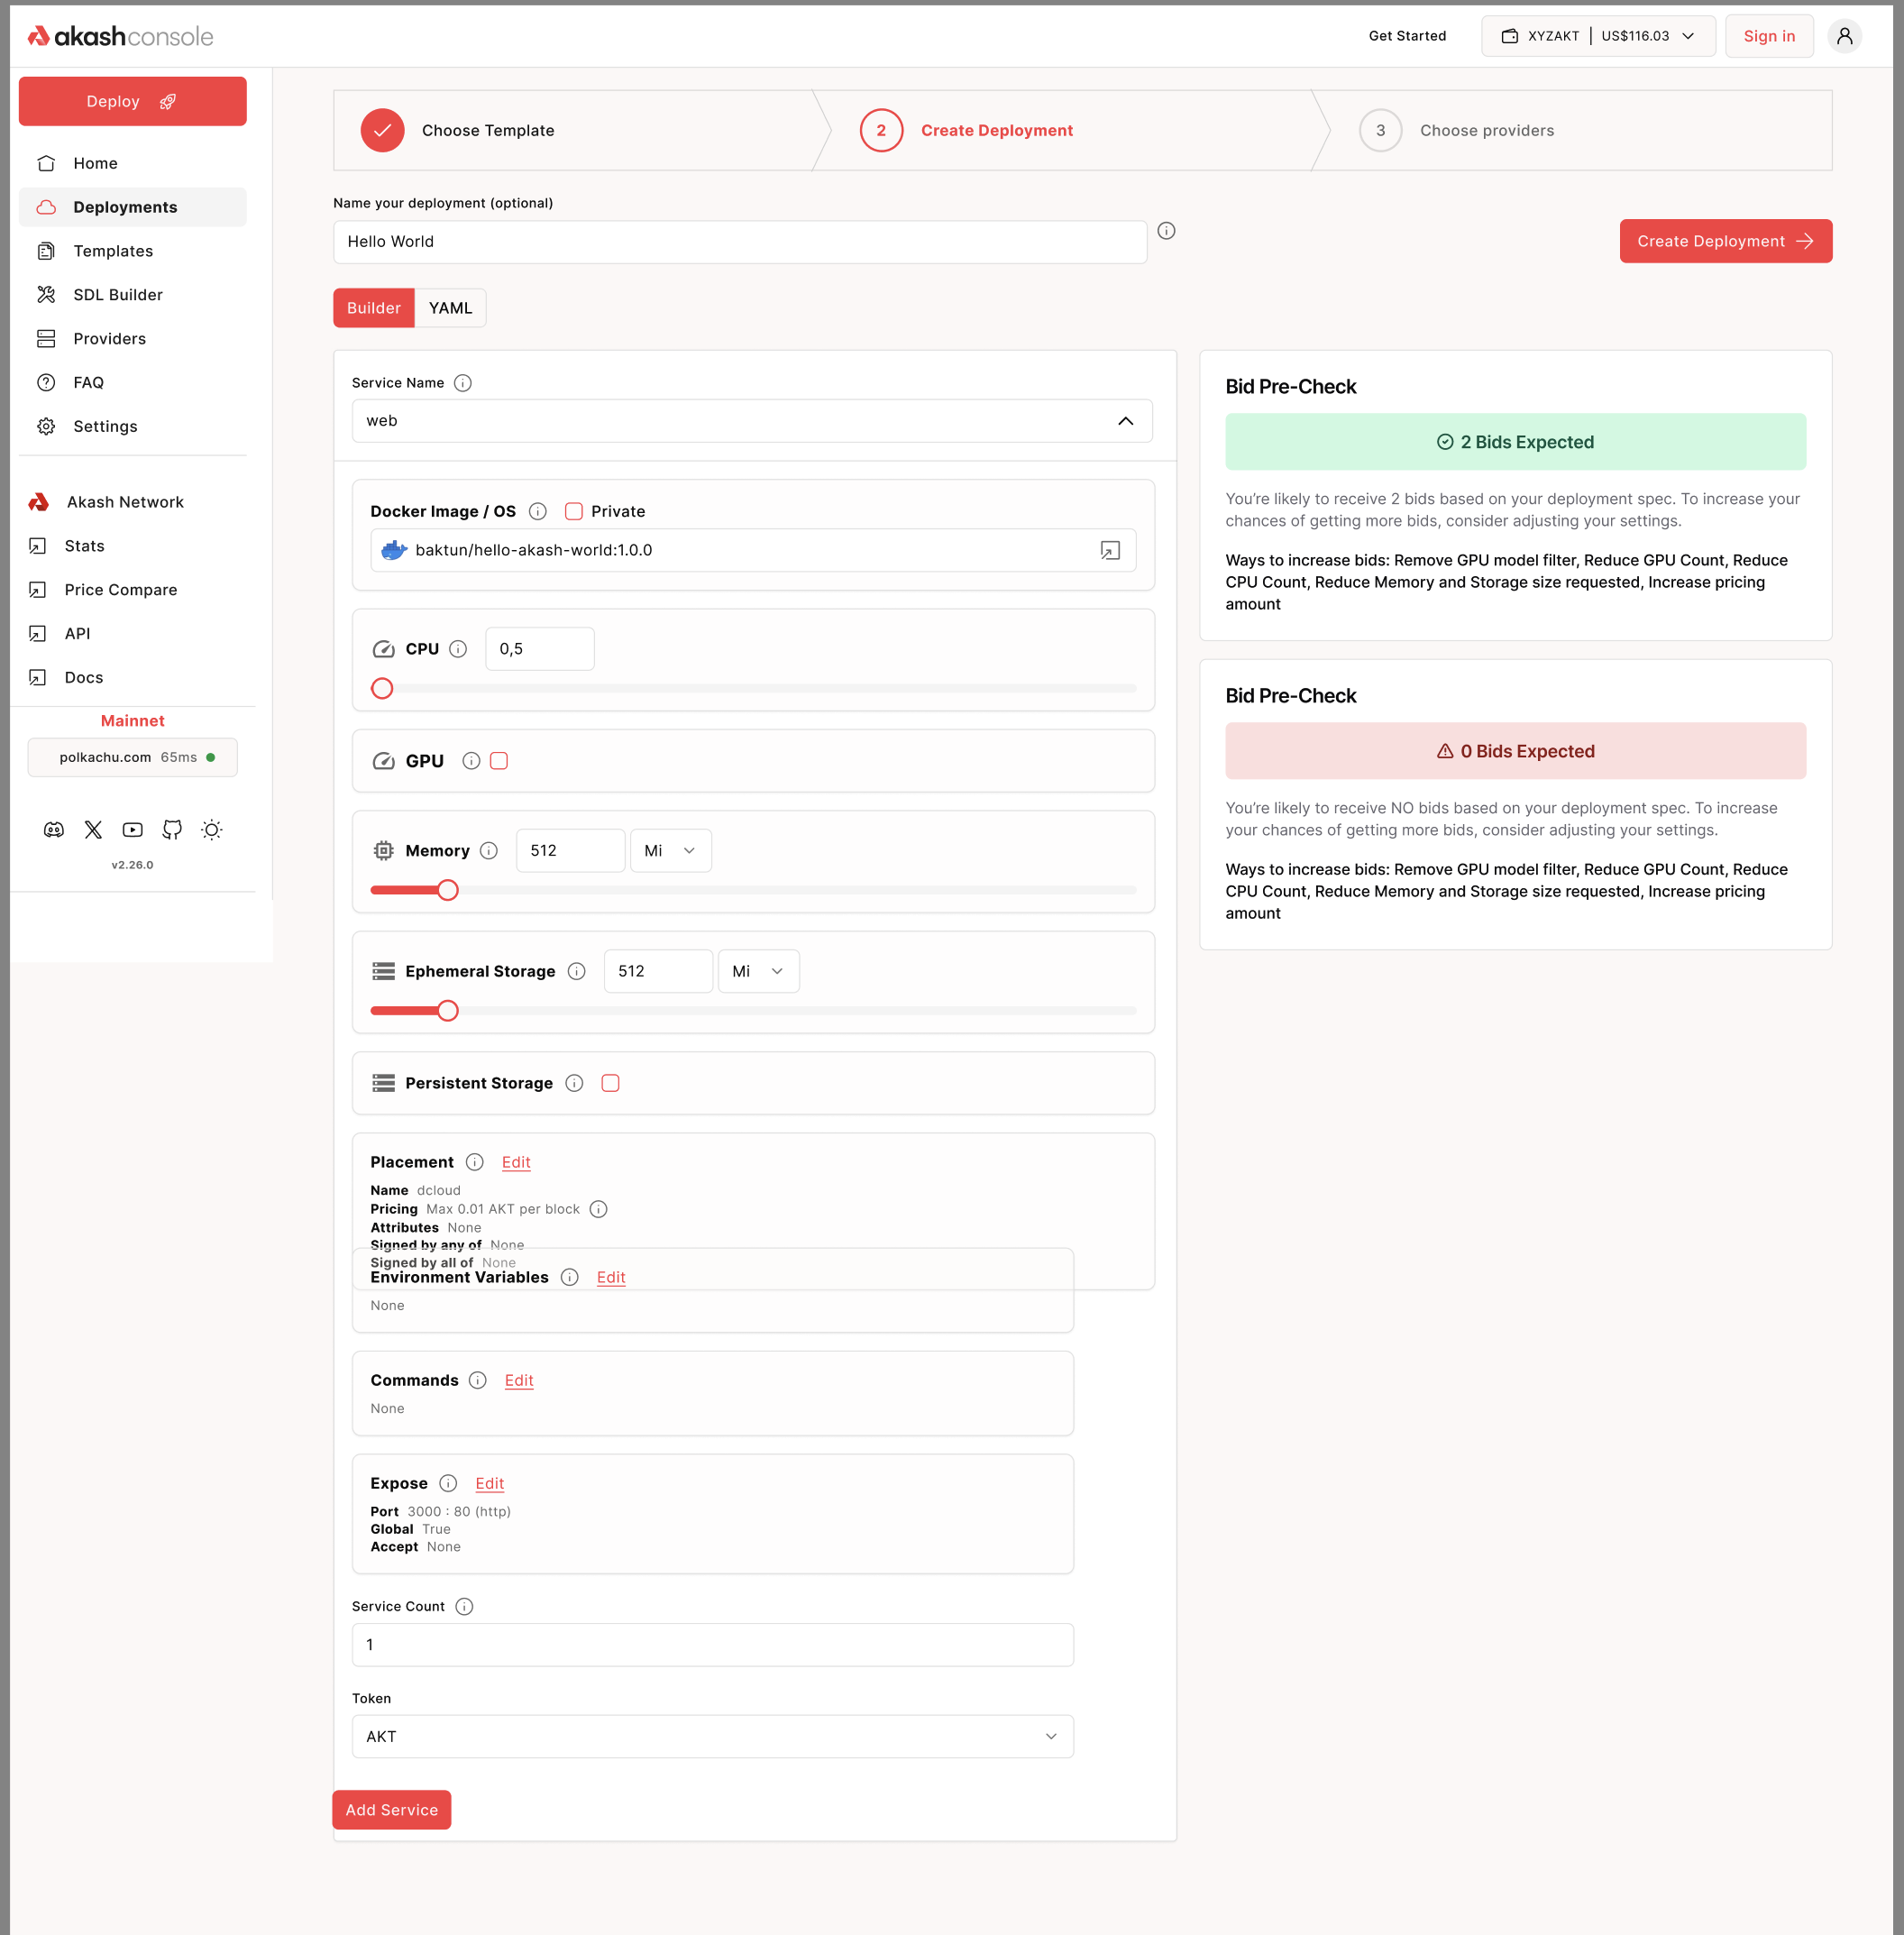 akashconsole
Get Started
XYZAKT | US$116.03
Sign in
Deploy
Home
Deployments
Templates
SDL Builder
Providers
FAQ
Settings
Akash Network
Stats
Price Compare
API
Docs
Mainnet
polkachu.com 65ms
v2.26.0
Choose Template
2 Create Deployment
3 Choose providers
Name your deployment (optional)
Hello World
Create Deployment
Builder YAML
Service Name
web
Docker Image / OS Private
baktun/hello-akash-world:1.0.0
CPU 0,5
GPU
Memory 512 Mi
Ephemeral Storage 512 Mi
Persistent Storage
Placement Edit
Name dcloud
Pricing Max 0.01 AKT per block
Attributes None
Signed by any of None
Signed by all of None
Environment Variables Edit
None
Commands Edit
None
Expose Edit
Port 3000 : 80 (http)
Global True
Accept None
Service Count
1
Token
AKT
Add Service
Bid Pre-Check
2 Bids Expected
You’re likely to receive 2 bids based on your deployment spec. To increase your
chances of getting more bids, consider adjusting your settings.
Ways to increase bids: Remove GPU model filter, Reduce GPU Count, Reduce
CPU Count, Reduce Memory and Storage size requested, Increase pricing
amount
Bid Pre-Check
0 Bids Expected
You’re likely to receive NO bids based on your deployment spec. To increase
your chances of getting more bids, consider adjusting your settings.
Ways to increase bids: Remove GPU model filter, Reduce GPU Count, Reduce
CPU Count, Reduce Memory and Storage size requested, Increase pricing
amount